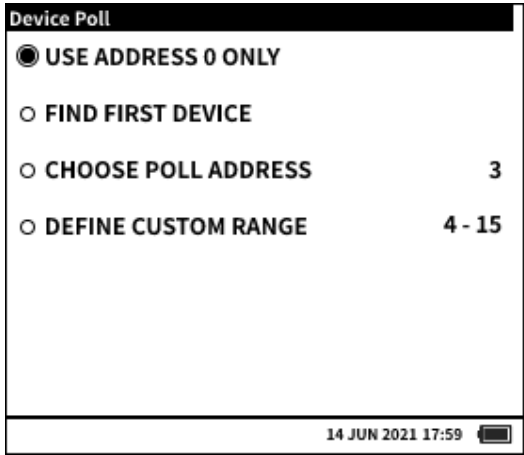 Device Poll
USE ADDRESS 0 ONLY
FIND FIRST DEVICE
CHOOSE POLL ADDRESS 3
DEFINE CUSTOM RANGE 4 - 15
14 JUN 2021 17:59